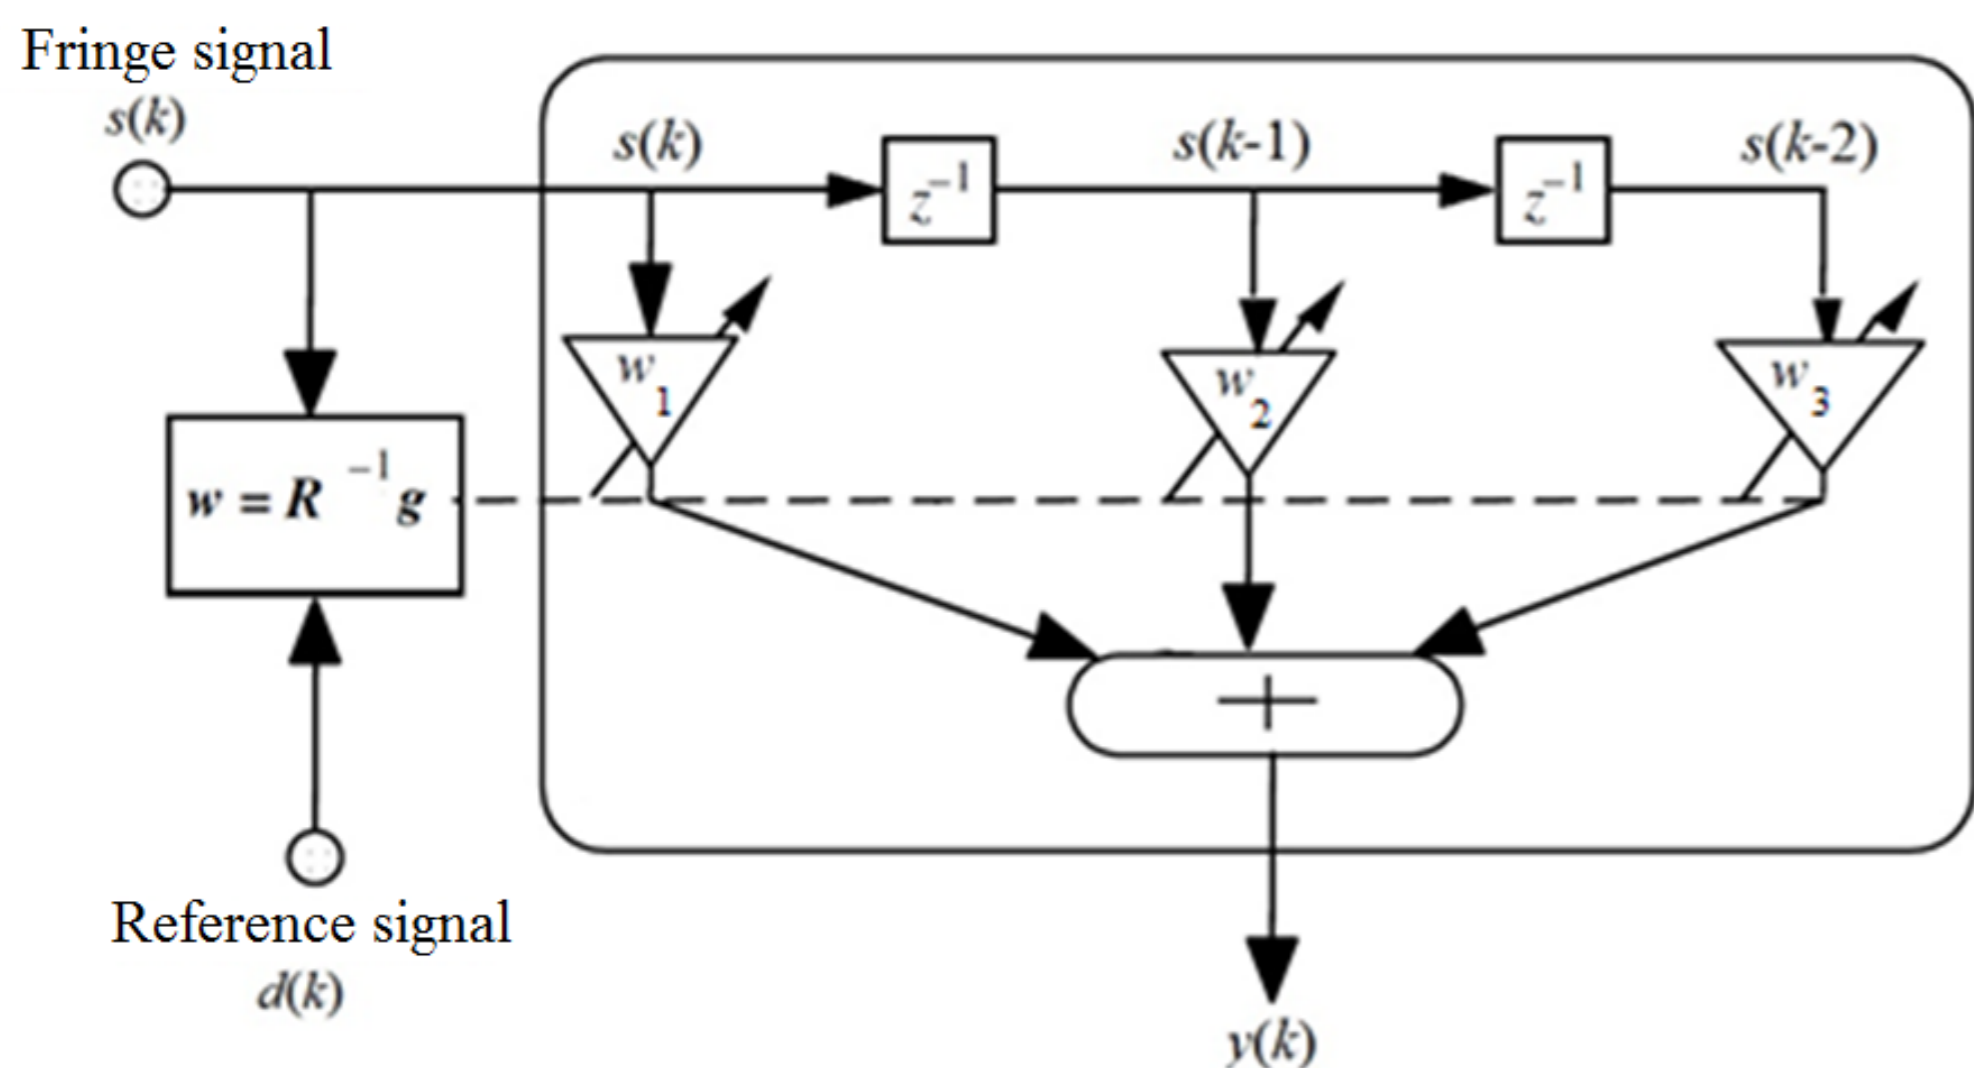 Fringe signal
s(k)
s(k)
z⁻¹
s(k-1)
z⁻¹
s(k-2)
w₁
w₂
w₃
w = R⁻¹g
+
Reference signal
d(k)
y(k)